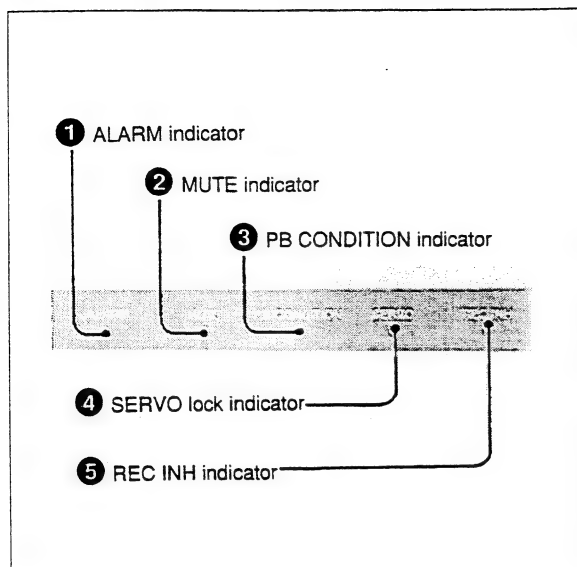 1 ALARM indicator
2 MUTE indicator
3 PB CONDITION indicator
4 SERVO lock indicator
5 REC INH indicator